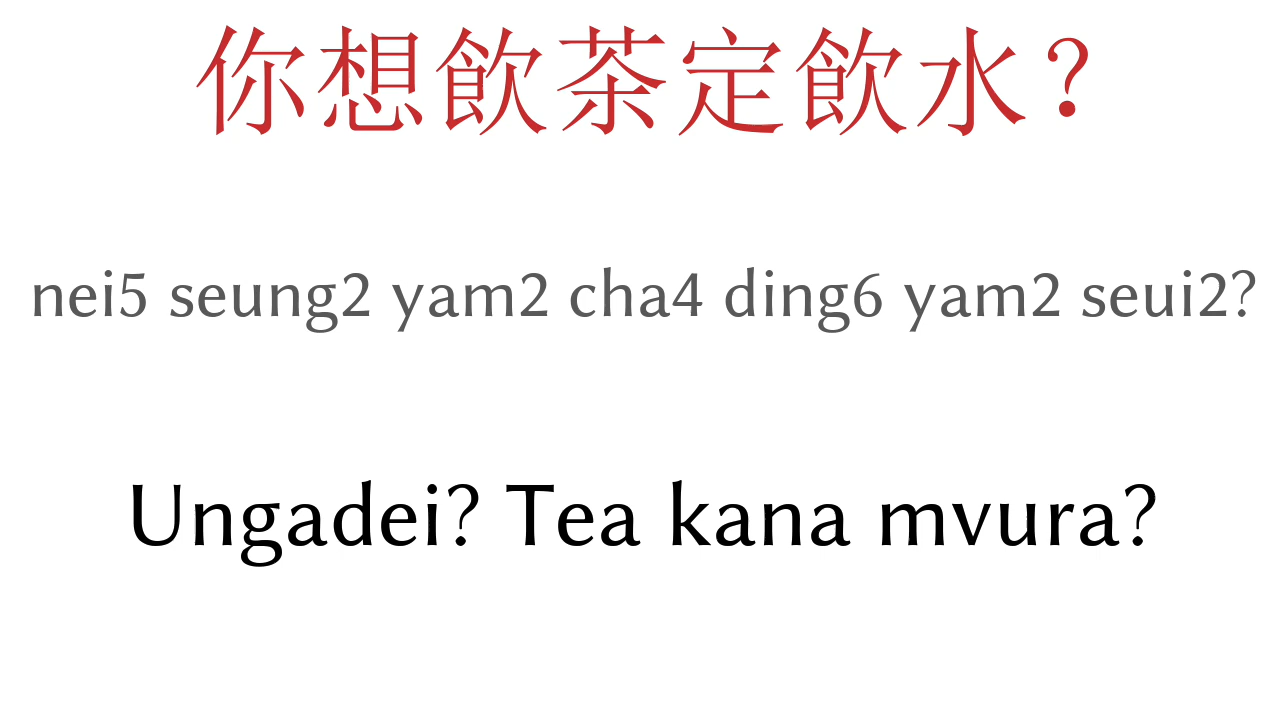 你想飲茶定飲水？
nei5 seung2 yam2 cha4 ding6 yam2 seui2?
Ungadei? Tea kana mvura?